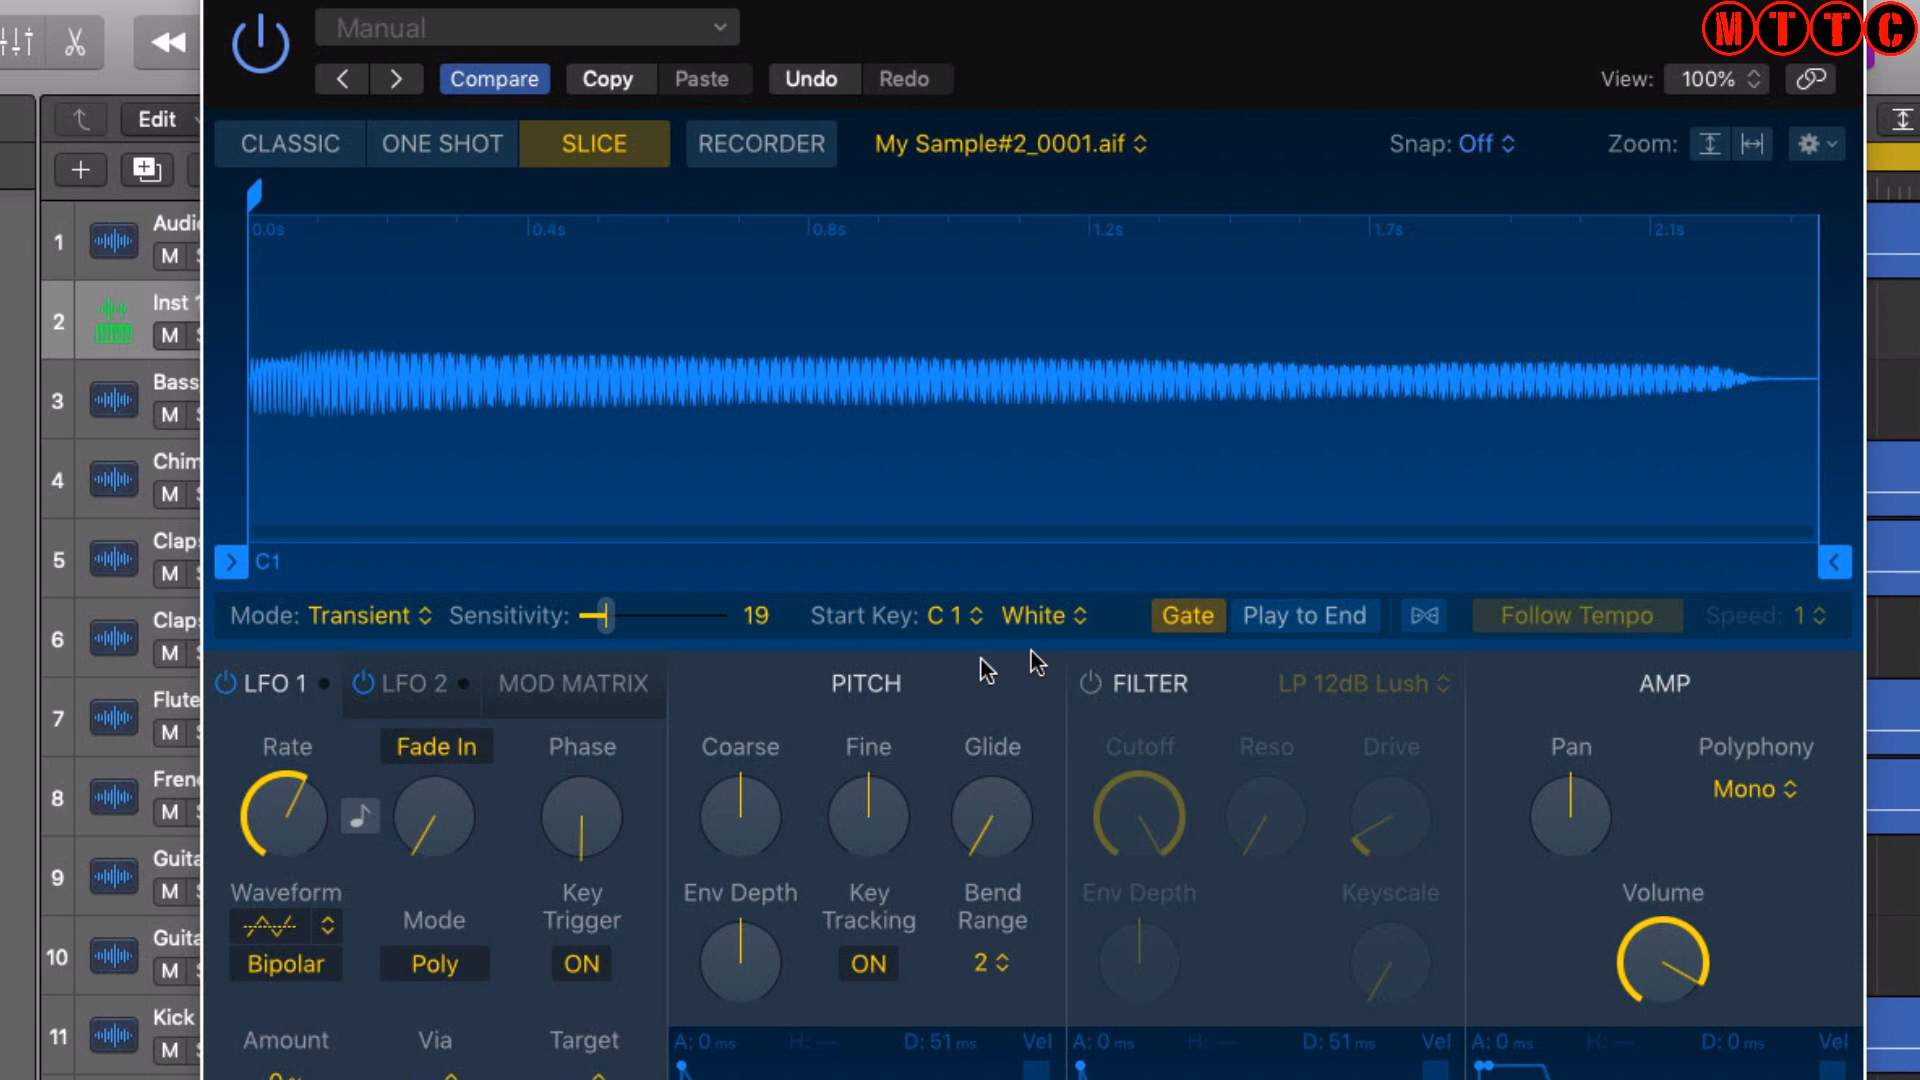 MTTC
Manual
Compare Copy Paste Undo Redo View: 100%
Edit
CLASSIC ONE SHOT SLICE RECORDER My Sample#2_0001.aif Snap: Off Zoom:
0.0s 0.4s 0.8s 1.2s 1.7s 2.1s
1 Audi
M S
2 Inst 1
M S
3 Bass
M S
4 Chim
M S
5 Clap
M S
6 Clap
M S
7 Flute
M S
8 Fren
M S
9 Guita
M S
10 Guita
M S
11 Kick
M S
C1
Mode: Transient Sensitivity: 19 Start Key: C 1 White Gate Play to End Follow Tempo Speed: 1
LFO 1 LFO 2 MOD MATRIX PITCH FILTER LP 12dB Lush AMP
Rate Fade In Phase Coarse Fine Glide Cutoff Reso Drive Pan Polyphony
Mono
Waveform Mode Key Trigger Env Depth Key Tracking Bend Range Env Depth Keyscale Volume
Bipolar Poly ON ON 2
Amount Via Target A: 0 ms H: — D: 51 ms Vel A: 0 ms H: — D: 51 ms Vel A: 0 ms H: — D: 0 ms Vel